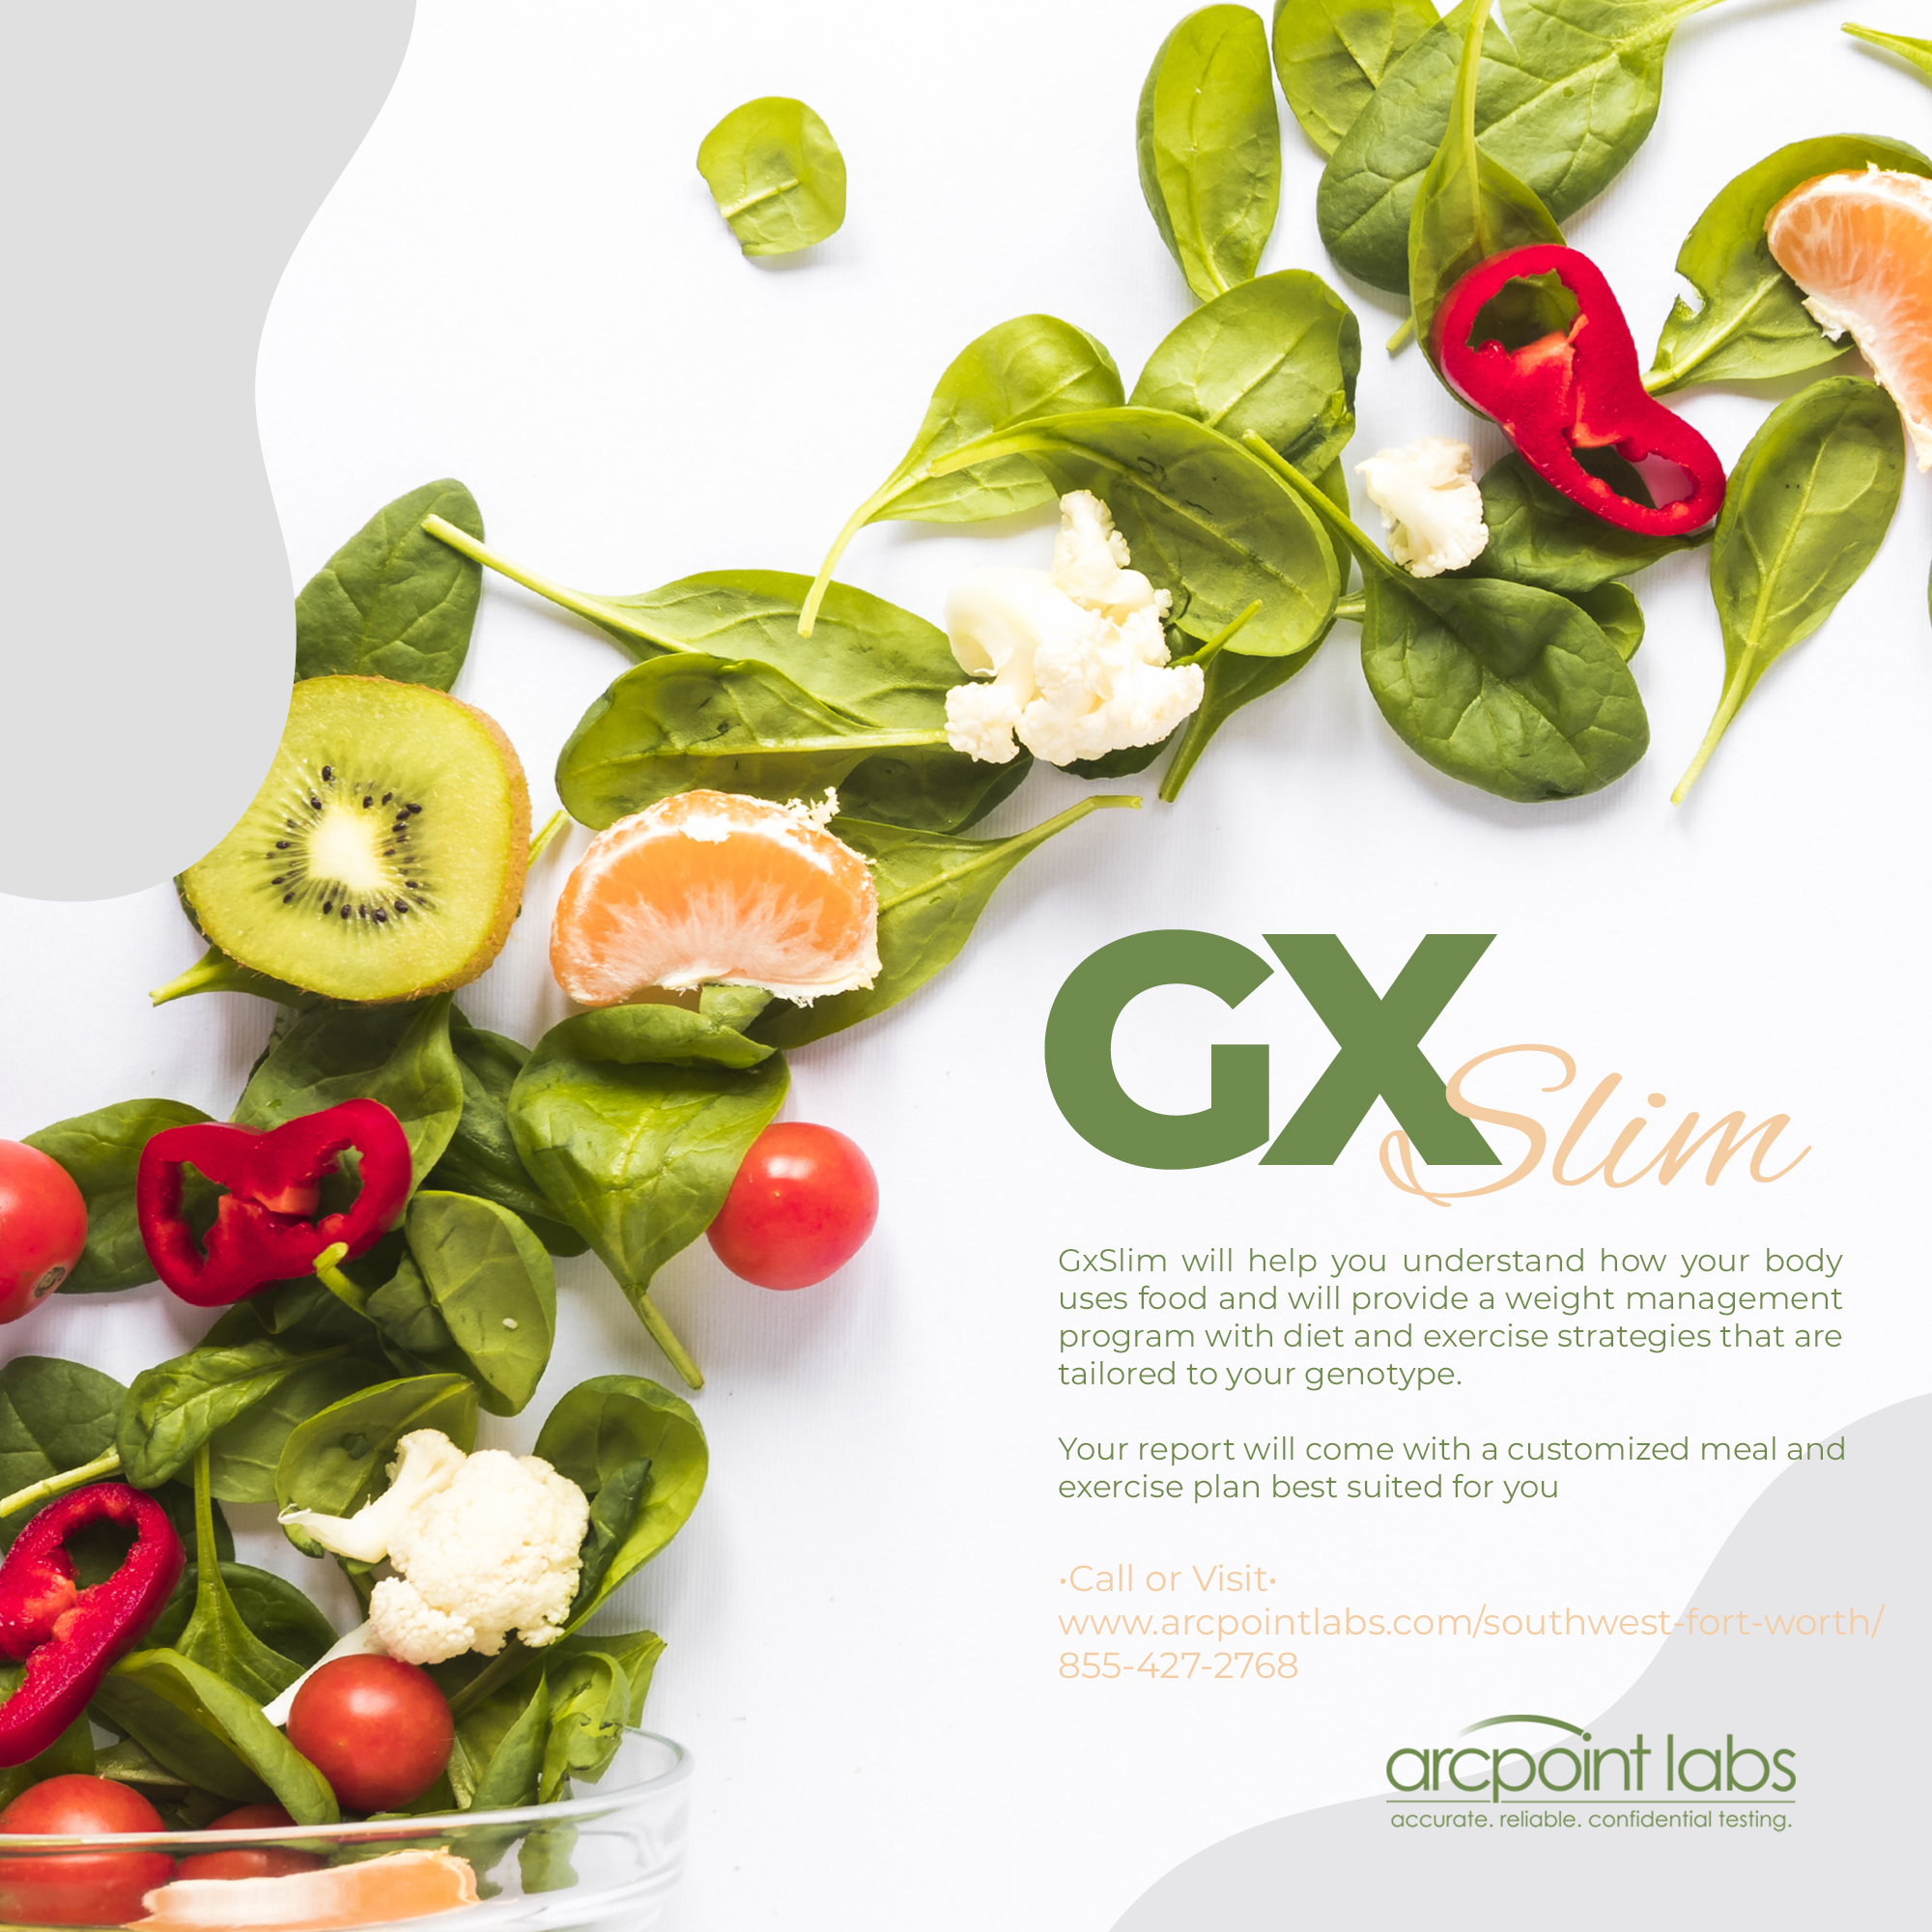 GX Slim
GxSlim will help you understand how your body
uses food and will provide a weight management
program with diet and exercise strategies that are
tailored to your genotype.
Your report will come with a customized meal and
exercise plan best suited for you
•Call or Visit•
www.arcpointlabs.com/southwest-fort-worth/
855-427-2768
arcpoint labs
accurate. reliable. confidential testing.